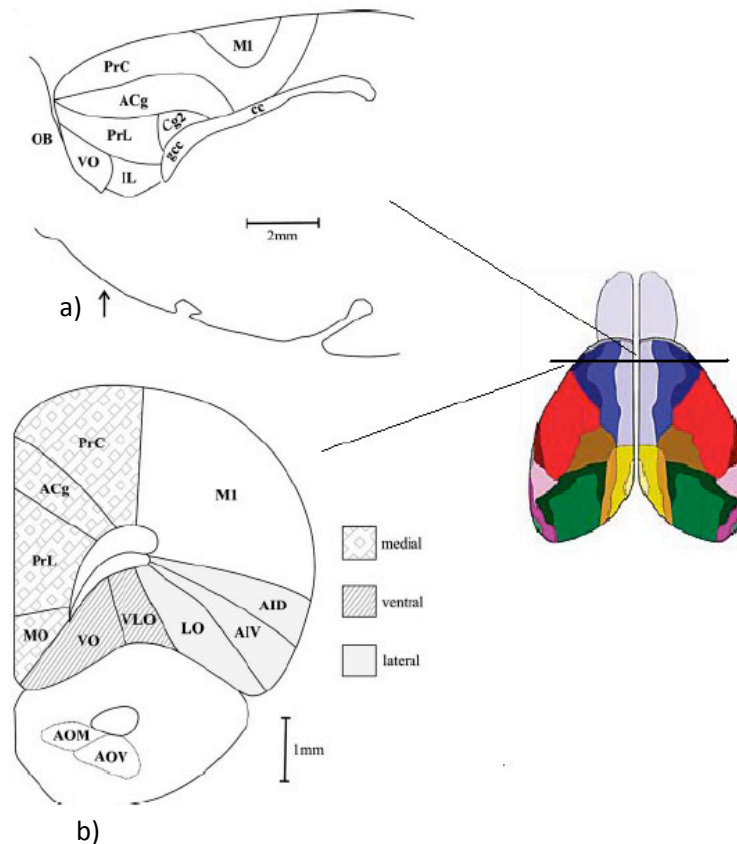 M1
PrC
ACg
Cg2
cc
OB
PrL
gcc
VO
IL
2mm
a)
PrC
ACg
M1
PrL
medial
AID
ventral
MO
VO
VLO
LO
AIV
lateral
AOM
AOV
1mm
b)